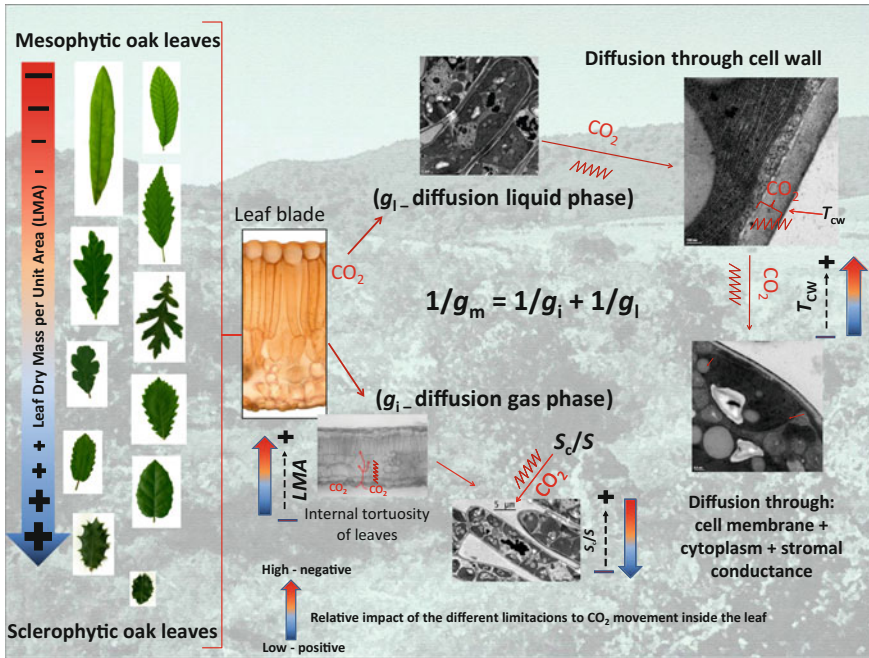 Mesophytic oak leaves
Leaf Dry Mass per Unit Area (LMA)
Sclerophytic oak leaves
Leaf blade
CO2
(gl – diffusion liquid phase)
CO2
Diffusion through cell wall
CO2
Tcw
CO2
Tcw
+
1/gm = 1/gi + 1/gl
(gi – diffusion gas phase)
+
LMA
CO2 CO2
Internal tortuosity
of leaves
Sc/S
CO2
5 µm
+
Sc/S
Diffusion through:
cell membrane +
cytoplasm + stromal
conductance
High - negative
Relative impact of the different limitacions to CO2 movement inside the leaf
Low - positive